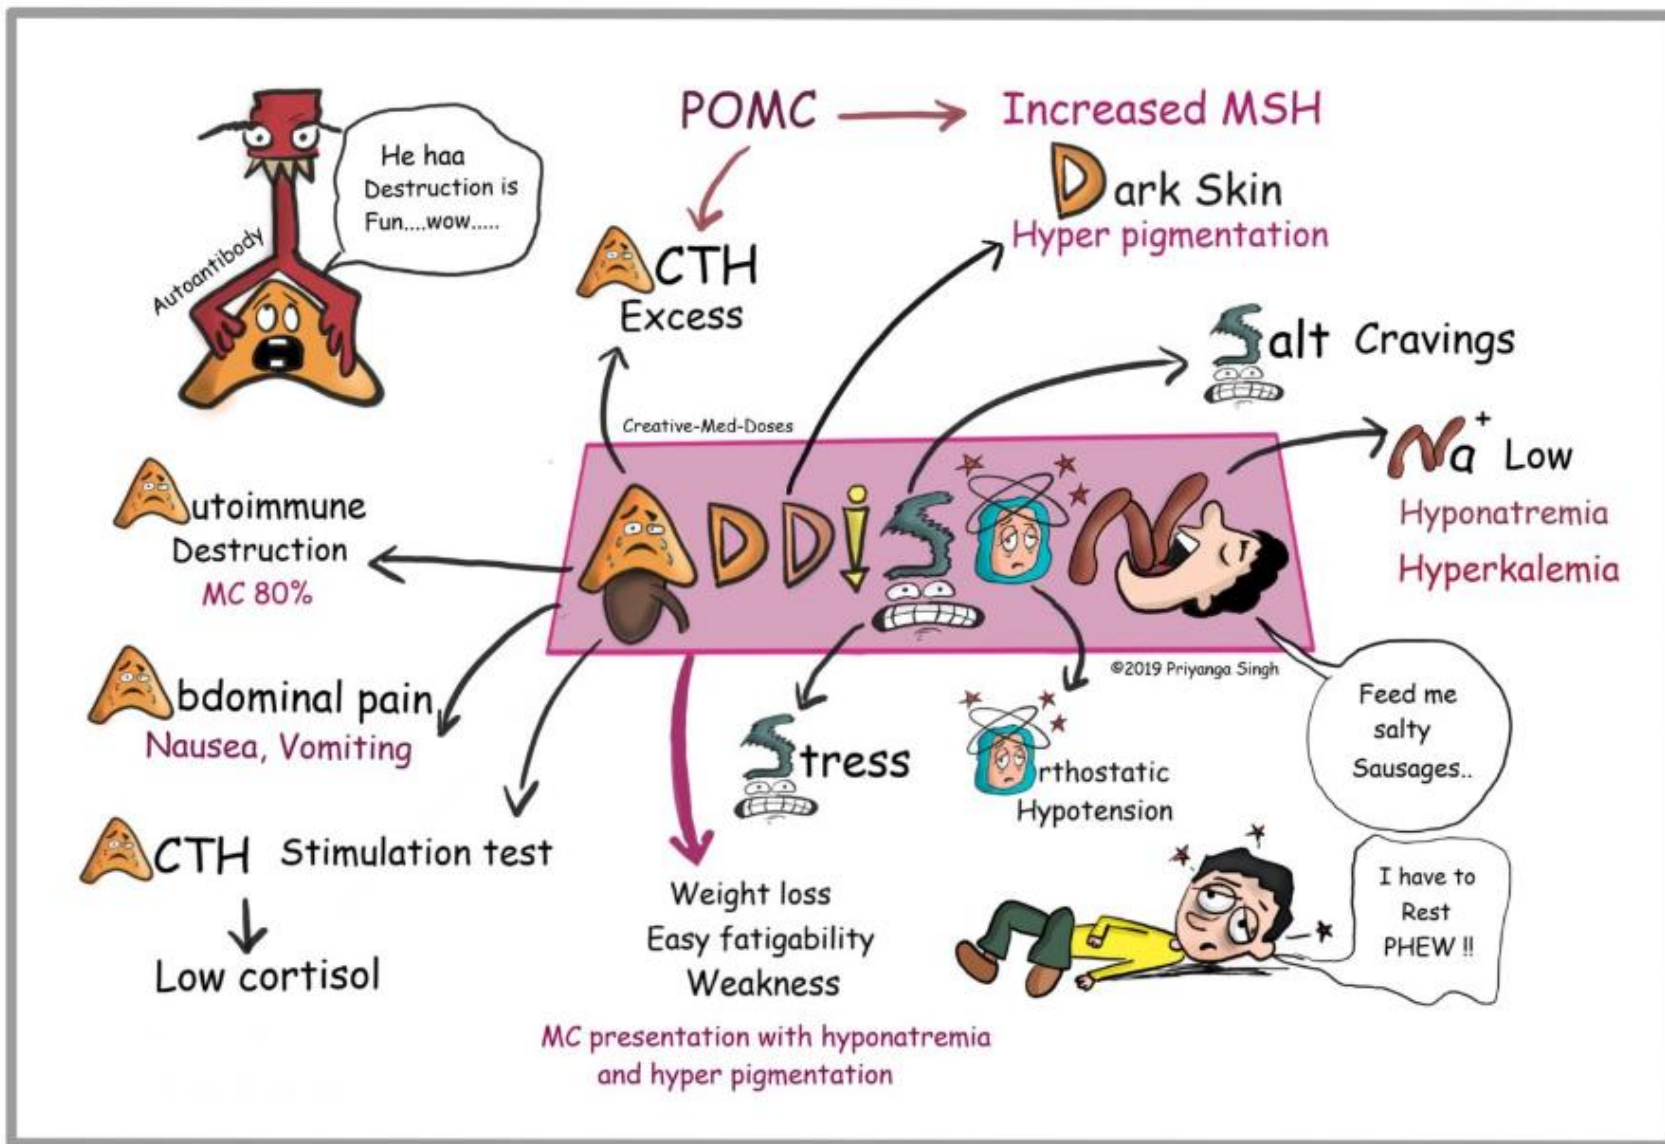 POMC
Increased MSH
Dark Skin
Hyper pigmentation
He haa
Destruction is
Fun....wow.....
Autoantibody
ACTH
Excess
Salt Cravings
Creative-Med-Doses
Na+ Low
Hyponatremia
Hyperkalemia
ADDiSON
Autoimmune
Destruction
MC 80%
©2019 Priyanga Singh
Abdominal pain
Nausea, Vomiting
Stress
Orthostatic
Hypotension
Feed me
salty
Sausages..
ACTH Stimulation test
Low cortisol
Weight loss
Easy fatigability
Weakness
I have to
Rest
PHEW !!
MC presentation with hyponatremia
and hyper pigmentation